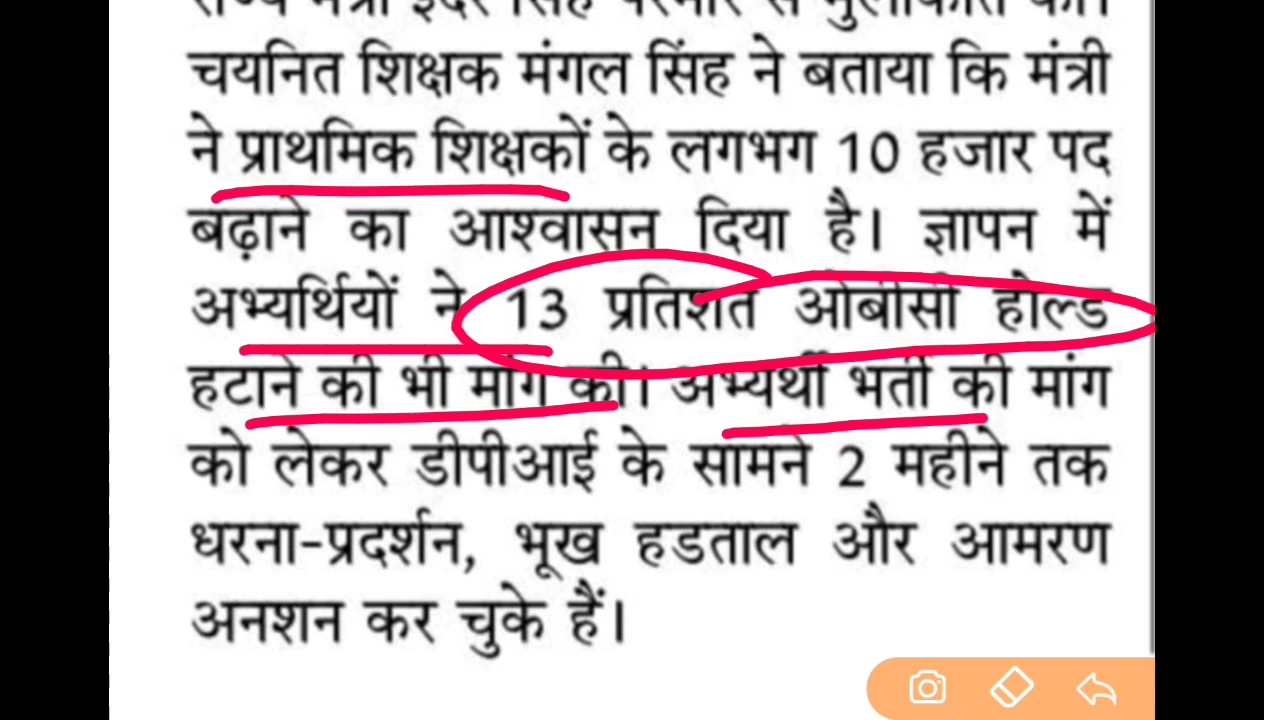 राज्य मंत्री इंदर सिंह परमार से मुलाकात की।
चयनित शिक्षक मंगल सिंह ने बताया कि मंत्री
ने प्राथमिक शिक्षकों के लगभग 10 हजार पद
बढ़ाने का आश्वासन दिया है। ज्ञापन में
अभ्यर्थियों ने 13 प्रतिशत ओबीसी होल्ड
हटाने की भी मांग की। अभ्यर्थी भर्ती की मांग
को लेकर डीपीआई के सामने 2 महीने तक
धरना-प्रदर्शन, भूख हडताल और आमरण
अनशन कर चुके हैं।